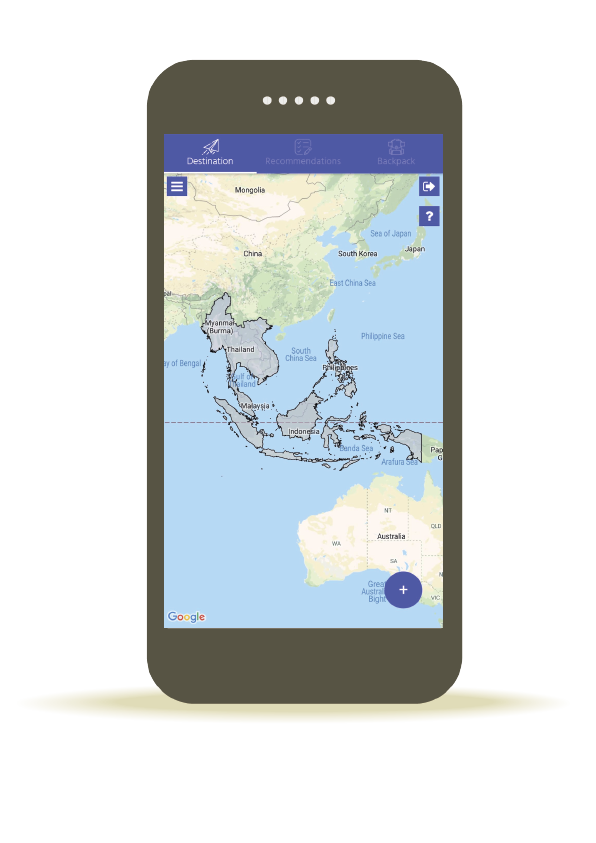 Destination
Recommendations
Backpack
Mongolia
?
Sea of Japan
Japan
China
South Korea
East China Sea
Myanmar
(Burma)
Philippine Sea
Thailand
South
China Sea
ay of Bengal
Philippines
Gulf of
Thailand
Malaysia
Indonesia
Banda Sea
Pap
G
Arafura Sea
NT
QLD
Australia
WA
SA
N
Great
Austral
Bight
+
VIC
Google